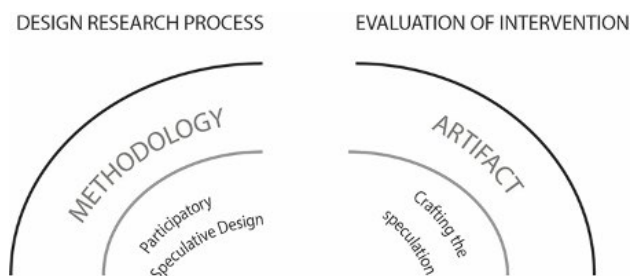 DESIGN RESEARCH PROCESS
EVALUATION OF INTERVENTION
METHODOLOGY
ARTIFACT
Participatory
Speculative Design
Crafting the
speculation